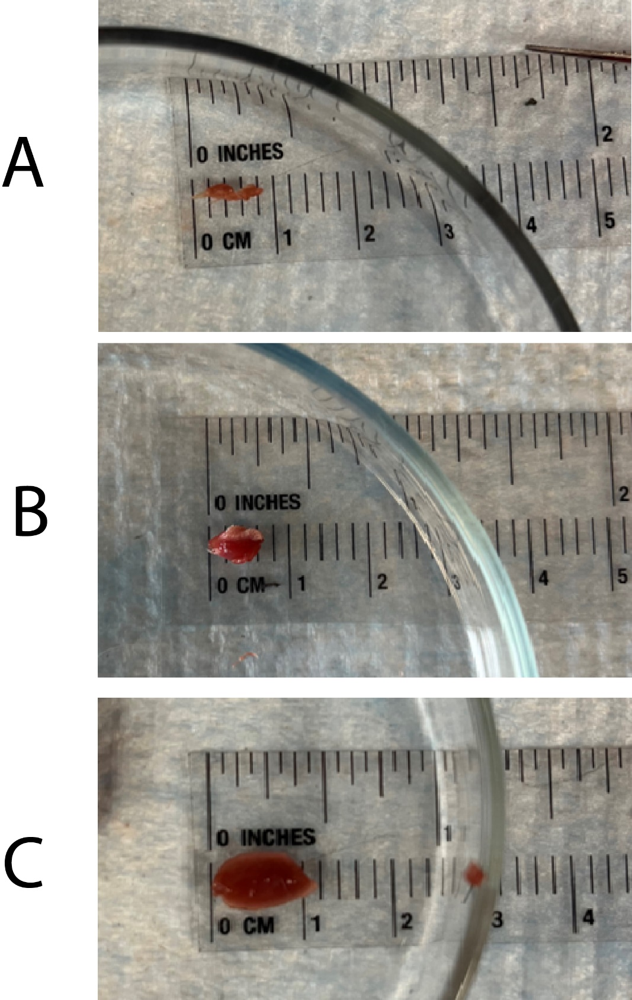 A
2
0 INCHES
0 CM 1 2 3 4 5
B
0 INCHES
2
0 CM 1 2 3 4 5
C
0 INCHES 1
0 CM 1 2 3 4